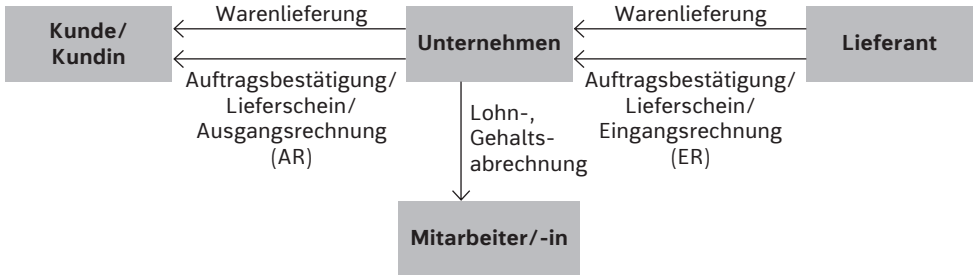 Warenlieferung
Warenlieferung
Kunde/
Kundin
Unternehmen
Lieferant
Auftragsbestätigung/
Lieferschein/
Ausgangsrechnung
(AR)
Lohn-,
Gehalts-
abrechnung
Auftragsbestätigung/
Lieferschein/
Eingangsrechnung
(ER)
Mitarbeiter/-in